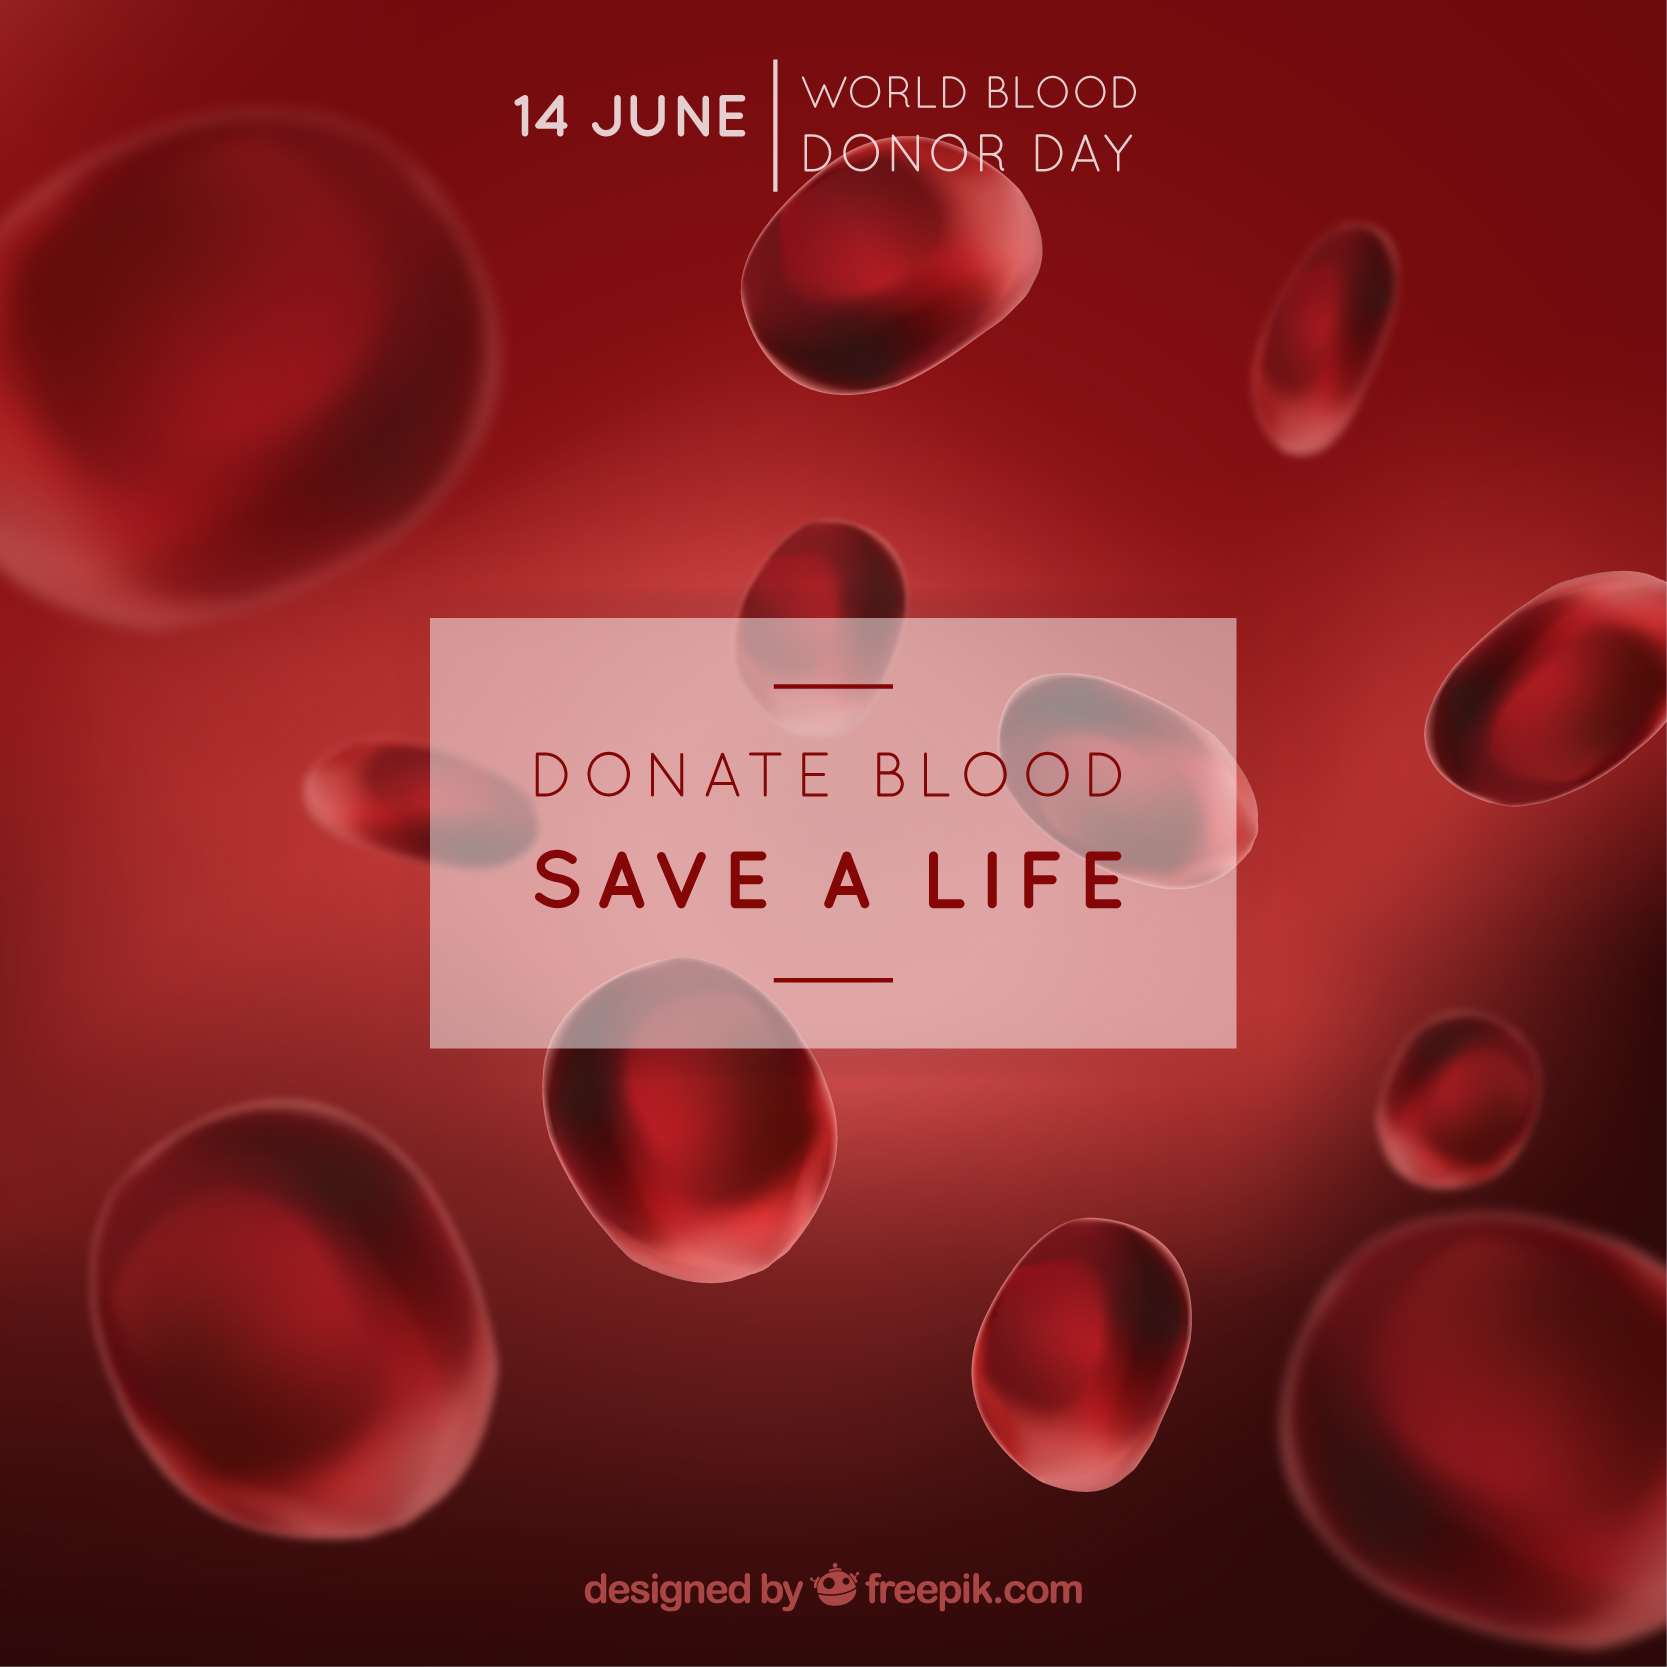 14 JUNE
WORLD BLOOD
DONOR DAY
DONATE BLOOD
SAVE A LIFE
designed by freepik.com